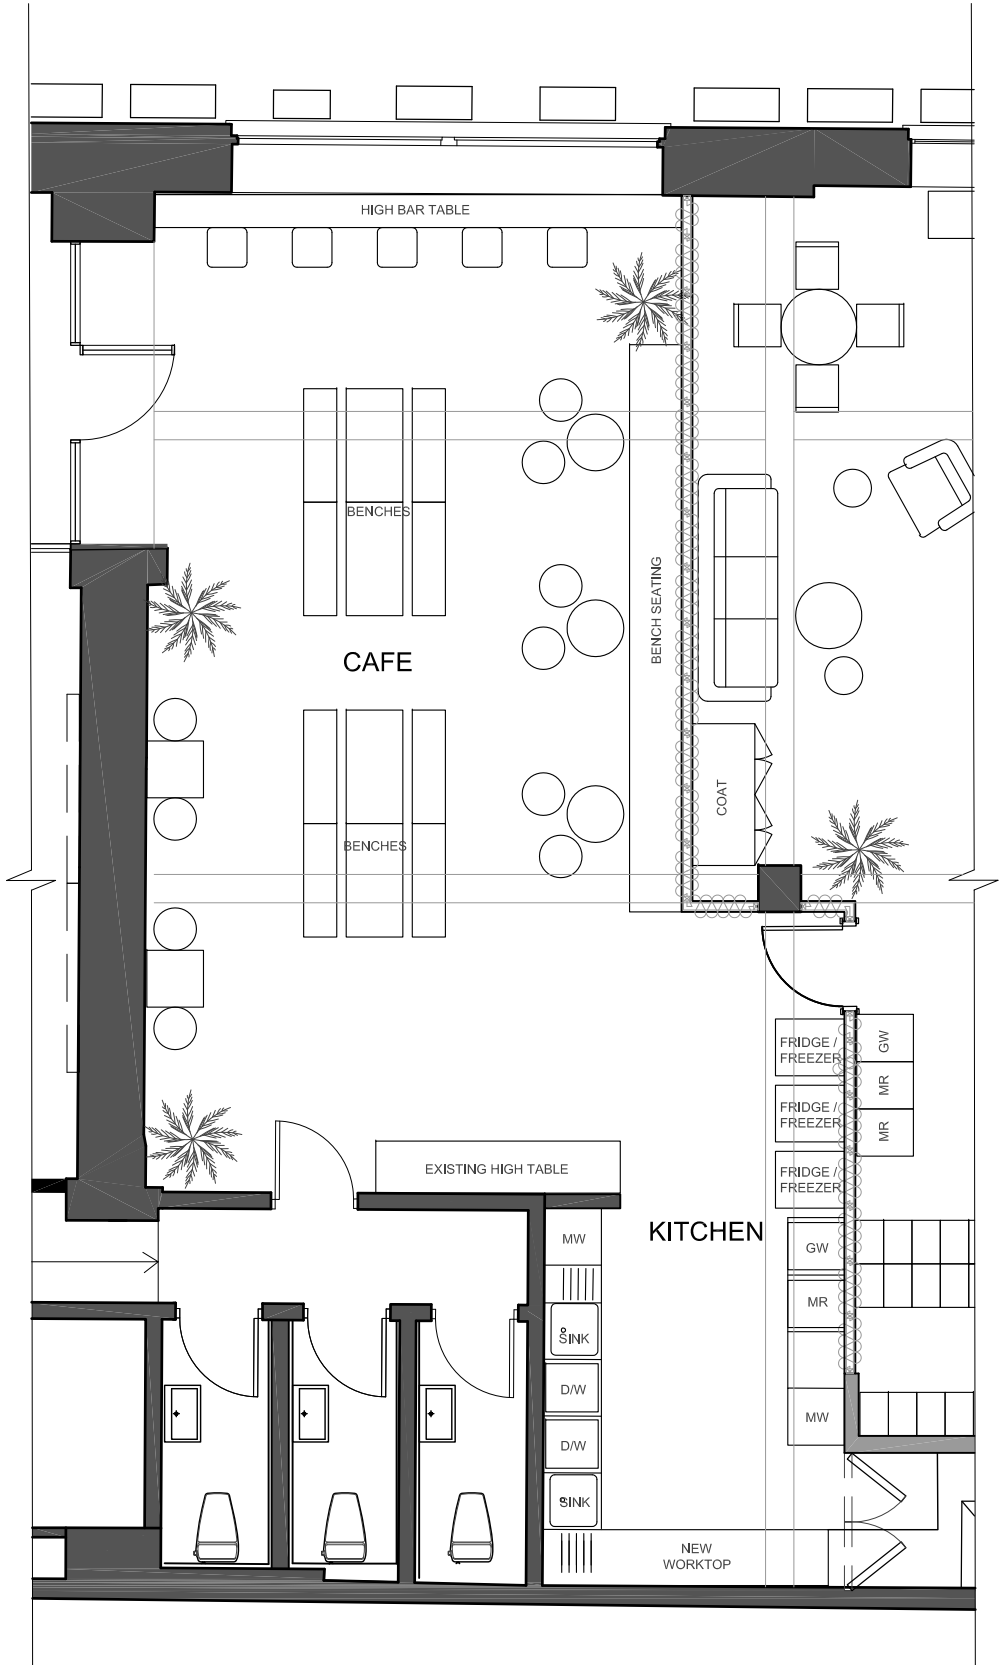 HIGH BAR TABLE
BENCHES
BENCH SEATING
CAFE
COAT
BENCHES
FRIDGE /
FREEZER
GW
MR
FRIDGE /
FREEZER
MR
EXISTING HIGH TABLE
FRIDGE /
FREEZER
KITCHEN
MW
GW
MR
SINK
D/W
MW
D/W
SINK
NEW
WORKTOP